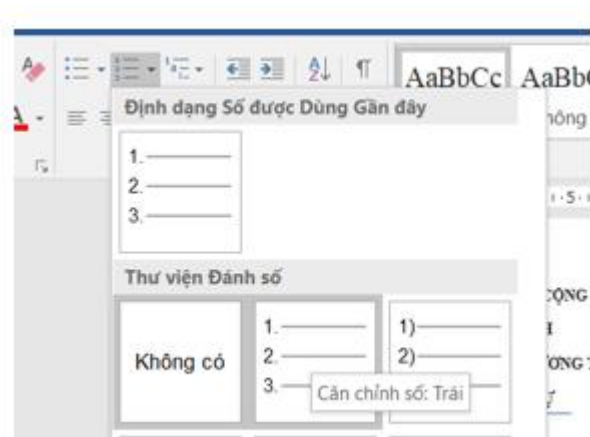 AaBbCc AaBb
Định dạng Số được Dùng Gần đây
hông
1.
2.
3.
5
Thư viện Đánh số
CỘNG
Không có
1.
2.
3.
1)
2)
Căn chỉnh số: Trái